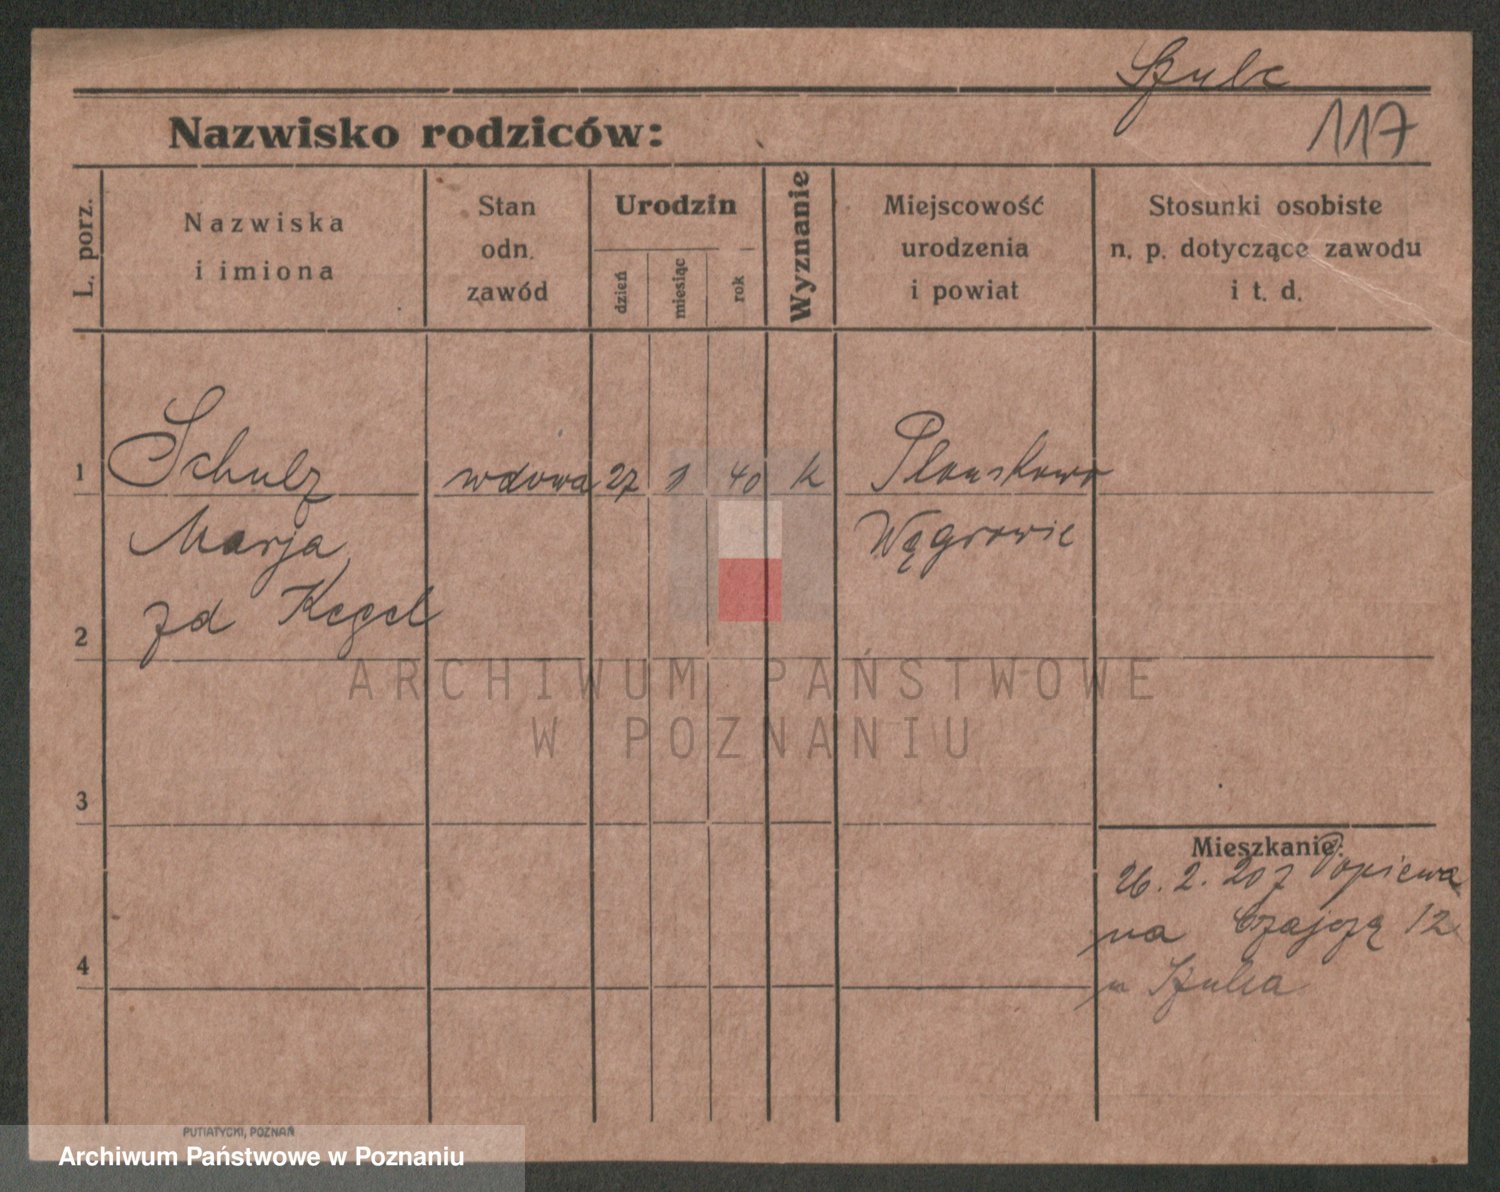 Szulc
117
Nazwisko rodziców:
L. porz.
Nazwiska
i imiona
Stan
odn.
zawód
Urodzin
dzień
miesiąc
rok
Wyznanie
Miejscowość
urodzenia
i powiat
Stosunki osobiste
n. p. dotyczące zawodu
i t. d.
1
Schulz
wdowa
27
1
40
k
Marja
Wągrowic
zd Kegel
2
3
4
Mieszkanie:
26. 2. 20 z Popiewa
na 12
u Szulca
ARCHIWUM PAŃSTWOWE
W POZNANIU
PUTIATYCKI, POZNAŃ
Archiwum Państwowe w Poznaniu